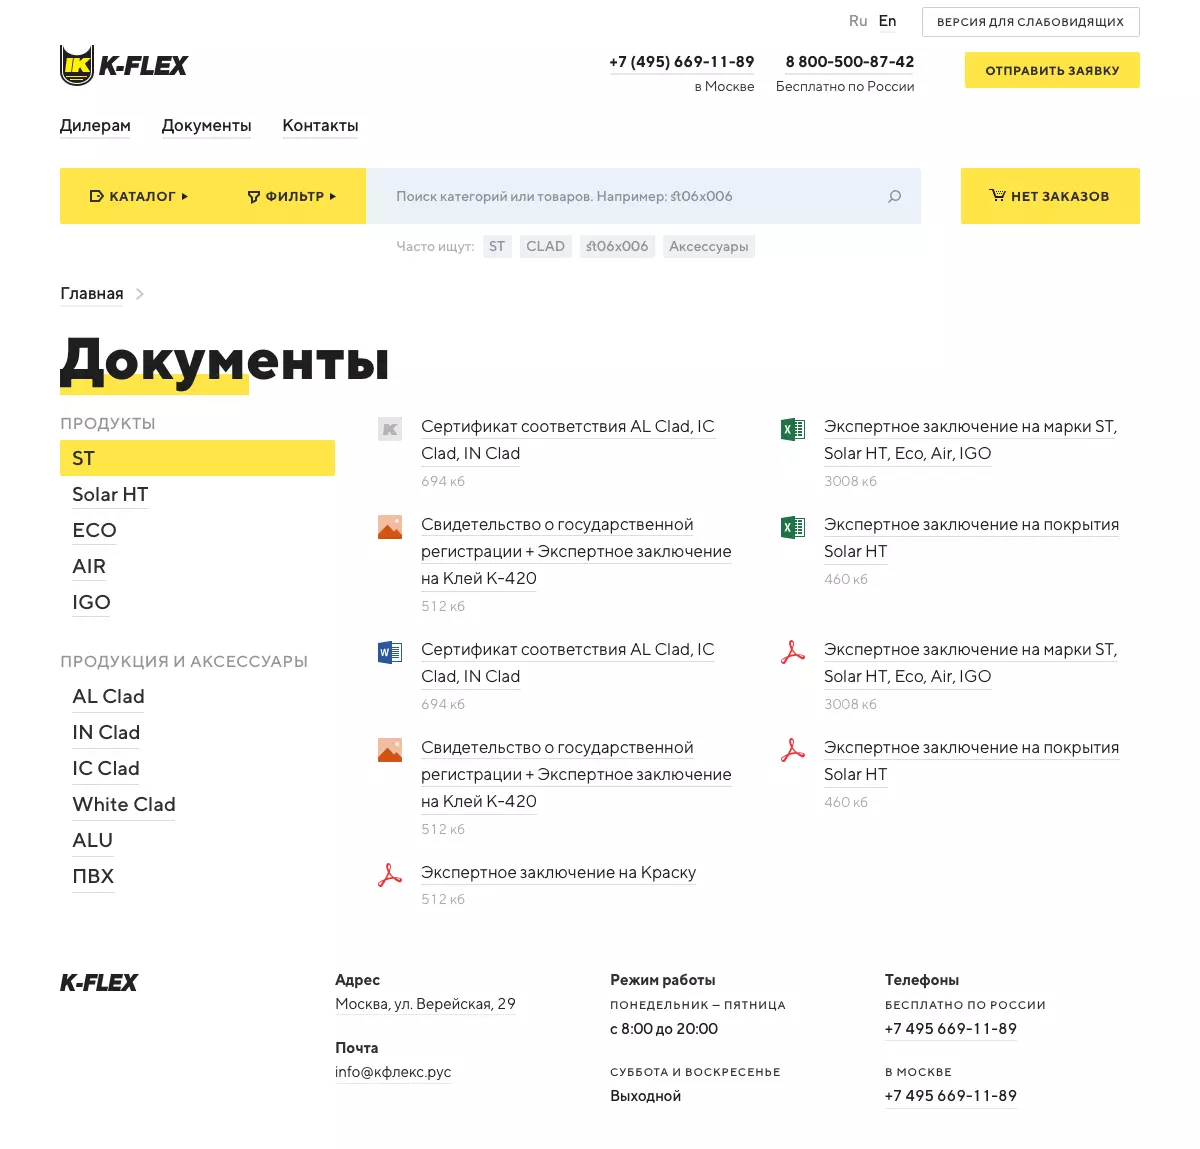 Ru En ВЕРСИЯ ДЛЯ СЛАБОВИДЯЩИХ
K-FLEX
+7 (495) 669-11-89
в Москве
8 800-500-87-42
Бесплатно по России
ОТПРАВИТЬ ЗАЯВКУ
Дилерам Документы Контакты
КАТАЛОГ ФИЛЬТР
Поиск категорий или товаров. Например: st06x006
НЕТ ЗАКАЗОВ
Часто ищут: ST CLAD st06x006 Аксессуары
Главная
Документы
ПРОДУКТЫ
ST
Solar HT
ECO
AIR
IGO
ПРОДУКЦИЯ И АКСЕССУАРЫ
AL Clad
IN Clad
IC Clad
White Clad
ALU
ПВХ
Сертификат соответствия AL Clad, IC
Clad, IN Clad
694 кб
Свидетельство о государственной
регистрации + Экспертное заключение
на Клей К-420
512 кб
Сертификат соответствия AL Clad, IC
Clad, IN Clad
694 кб
Свидетельство о государственной
регистрации + Экспертное заключение
на Клей К-420
512 кб
Экспертное заключение на Краску
512 кб
Экспертное заключение на марки ST,
Solar HT, Eco, Air, IGO
3008 кб
Экспертное заключение на покрытия
Solar HT
460 кб
Экспертное заключение на марки ST,
Solar HT, Eco, Air, IGO
3008 кб
Экспертное заключение на покрытия
Solar HT
460 кб
K-FLEX
Адрес
Москва, ул. Верейская, 29
Почта
info@кфлекс.рус
Режим работы
ПОНЕДЕЛЬНИК – ПЯТНИЦА
с 8:00 до 20:00
СУББОТА И ВОСКРЕСЕНЬЕ
Выходной
Телефоны
БЕСПЛАТНО ПО РОССИИ
+7 495 669-11-89
В МОСКВЕ
+7 495 669-11-89